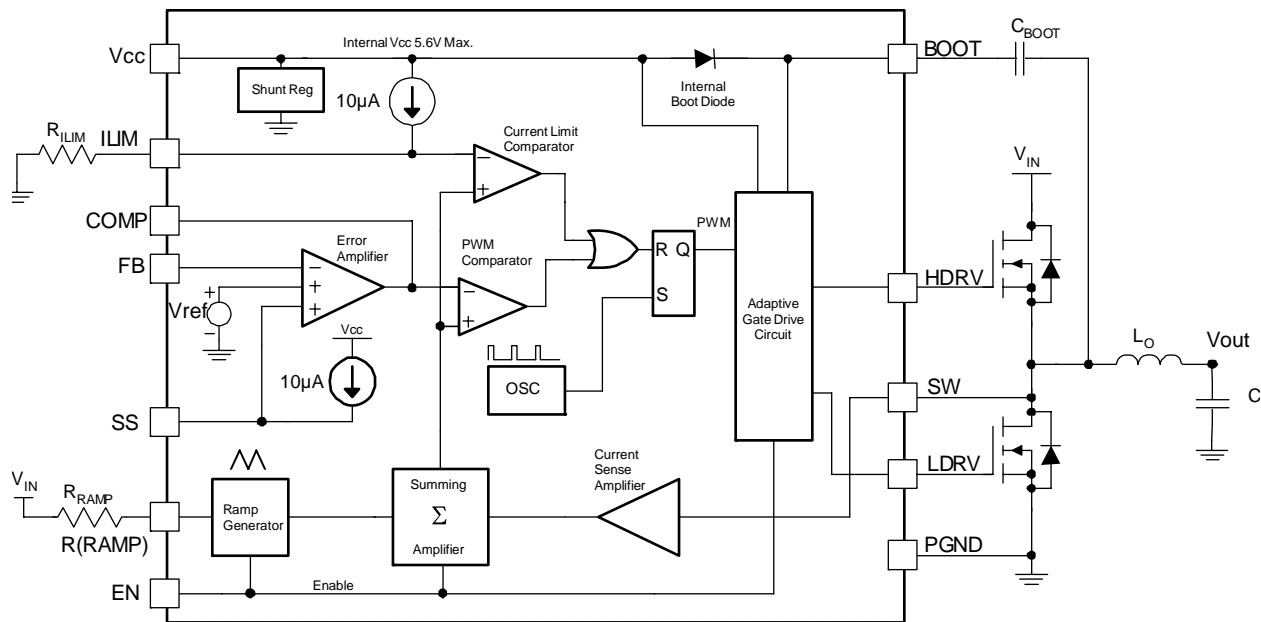 Vcc
Internal Vcc 5.6V Max.
BOOT
CBOOT
Shunt Reg
10µA
Internal
Boot Diode
RILIM
ILIM
Current Limit
Comparator
−
+
VIN
COMP
FB
Error
Amplifier
−
+
+
PWM
Comparator
−
+
R
Q
S
PWM
Adaptive
Gate Drive
Circuit
HDRV
Vref
+
−
Vcc
10µA
OSC
LO
Vout
C
SS
SW
LDRV
VIN
RRAMP
R(RAMP)
Ramp
Generator
Summing
Σ
Amplifier
Current
Sense
Amplifier
PGND
EN
Enable